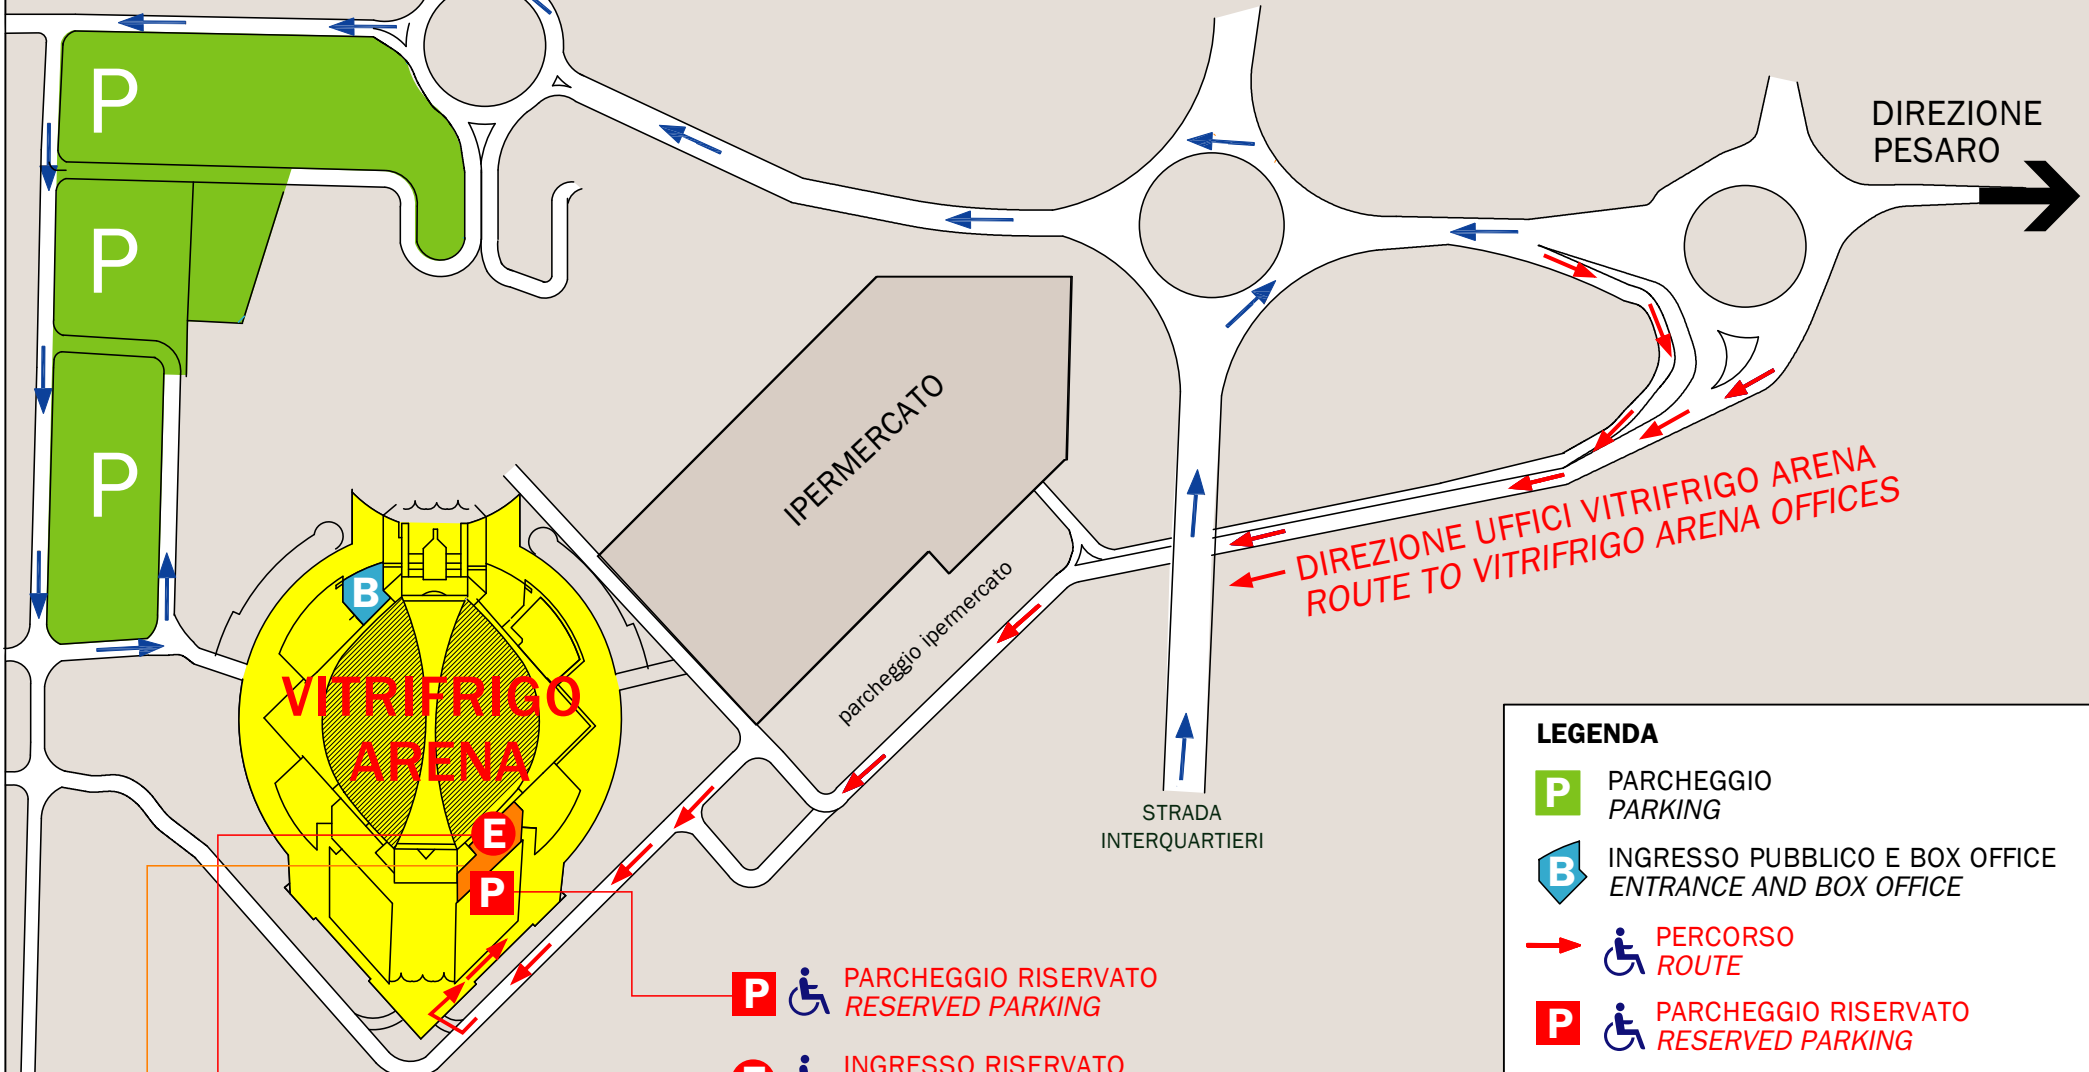 P
DIREZIONE
PESARO
P
IPERMERCATO
P
DIREZIONE UFFICI VITRIFRIGO ARENA
ROUTE TO VITRIFRIGO ARENA OFFICES
B
parcheggio ipermercato
VITRIFRIGO
ARENA
E
P
STRADA
INTERQUARTIERI
P PARCHEGGIO RISERVATO
RESERVED PARKING
INGRESSO RISERVATO
LEGENDA
P PARCHEGGIO
PARKING
B INGRESSO PUBBLICO E BOX OFFICE
ENTRANCE AND BOX OFFICE
PERCORSO
ROUTE
P PARCHEGGIO RISERVATO
RESERVED PARKING